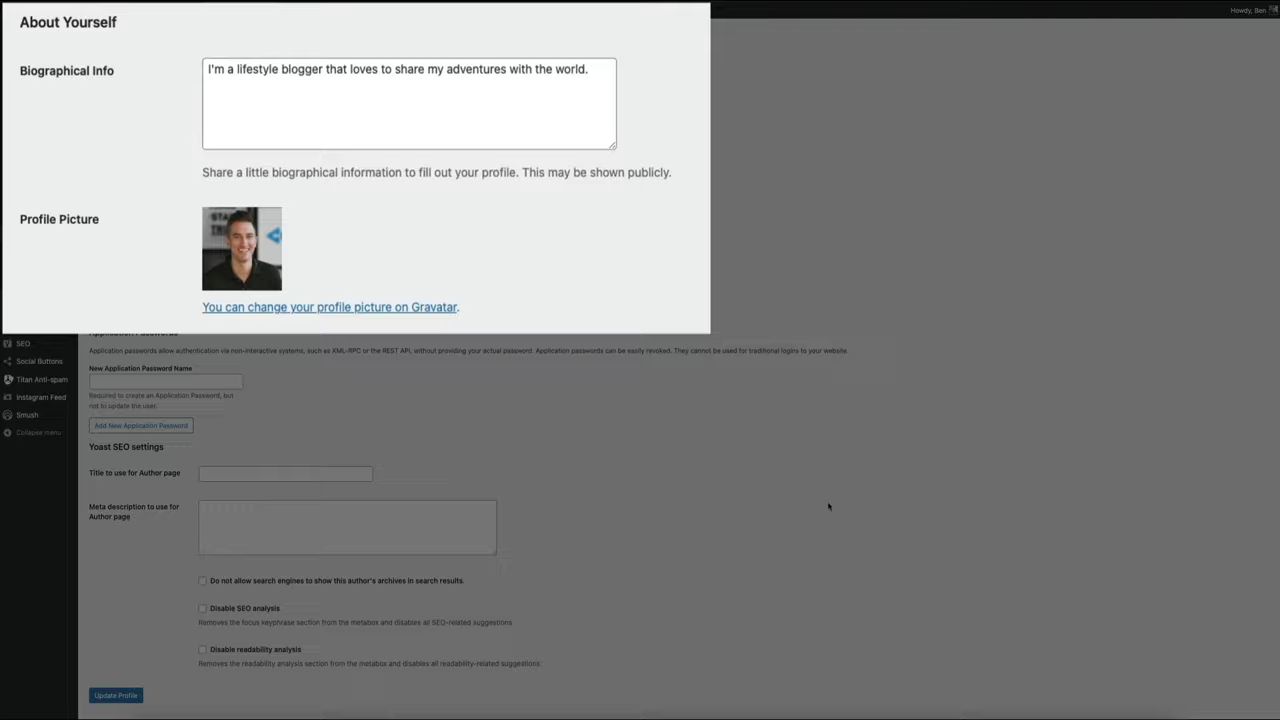 Howdy, Ben
About Yourself
Biographical Info
I'm a lifestyle blogger that loves to share my adventures with the world.
Share a little biographical information to fill out your profile. This may be shown publicly.
Profile Picture
You can change your profile picture on Gravatar.
SEO
Social Buttons
Titan Anti-spam
Instagram Feed
Smush
Collapse menu
Application Passwords
Application passwords allow authentication via non-interactive systems, such as XML-RPC or the REST API, without providing your actual password. Application passwords can be easily revoked. They cannot be used for traditional logins to your website.
New Application Password Name
Required to create an Application Password, but
not to update the user.
Add New Application Password
Yoast SEO settings
Title to use for Author page
Meta description to use for
Author page
Do not allow search engines to show this author's archives in search results.
Disable SEO analysis
Removes the focus keyphrase section from the metabox and disables all SEO-related suggestions
Disable readability analysis
Removes the readability analysis section from the metabox and disables all readability-related suggestions
Update Profile